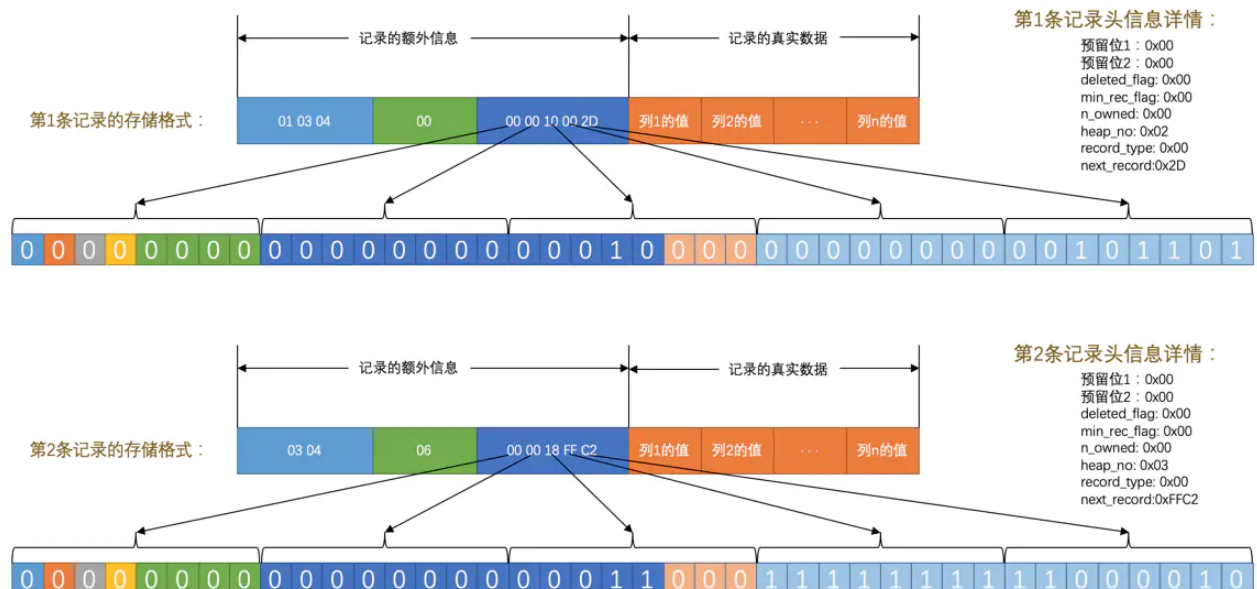 记录的额外信息
记录的真实数据
第1条记录头信息详情：
预留位1：0x00
预留位2：0x00
deleted_flag: 0x00
min_rec_flag: 0x00
n_owned: 0x00
heap_no: 0x02
record_type: 0x00
next_record:0x2D
第1条记录的存储格式：
01 03 04
00
00 00 10 00 2D
列1的值
列2的值
···
列n的值
0 0 0 0 0 0 0 0 0 0 0 0 0 0 0 0 0 0 0 1 0 0 0 0 0 0 0 0 0 0 0 0 0 0 1 0 1 1 0 1
记录的额外信息
记录的真实数据
第2条记录头信息详情：
预留位1：0x00
预留位2：0x00
deleted_flag: 0x00
min_rec_flag: 0x00
n_owned: 0x00
heap_no: 0x03
record_type: 0x00
next_record:0xFFC2
第2条记录的存储格式：
03 04
06
00 00 18 FF C2
列1的值
列2的值
···
列n的值
0 0 0 0 0 0 0 0 0 0 0 0 0 0 0 0 0 0 0 1 1 0 0 0 1 1 1 1 1 1 1 1 1 1 0 0 0 0 1 0